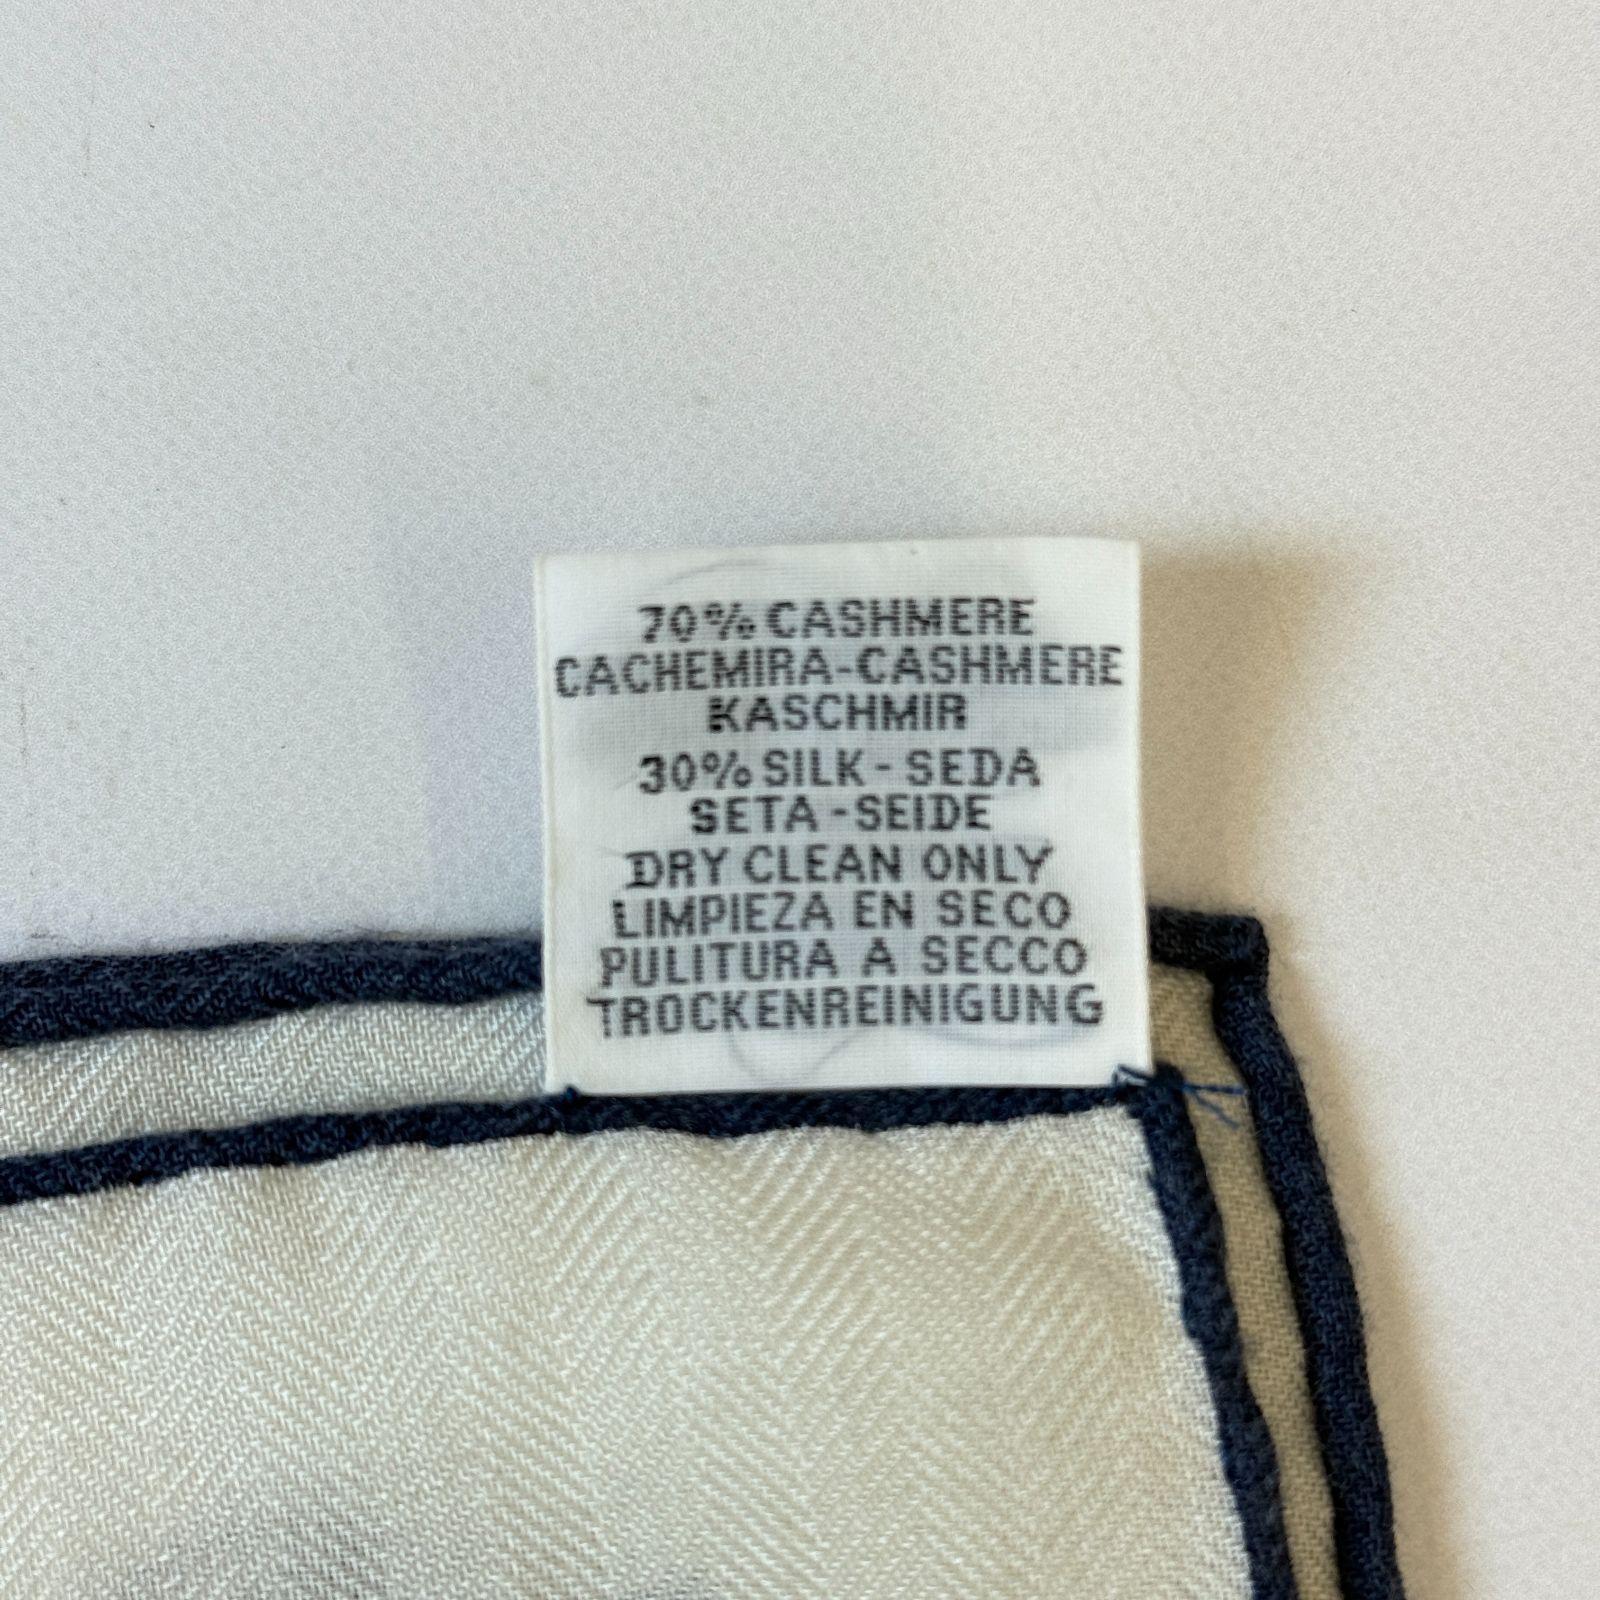 70% CASHMERE
CACHEMIRA-CASHMERE
KASCHMIR
30% SILK - SEDA
SETA - SEIDE
DRY CLEAN ONLY
LIMPIEZA EN SECO
PULITURA A SECCO
TROCKENREINIGUNG